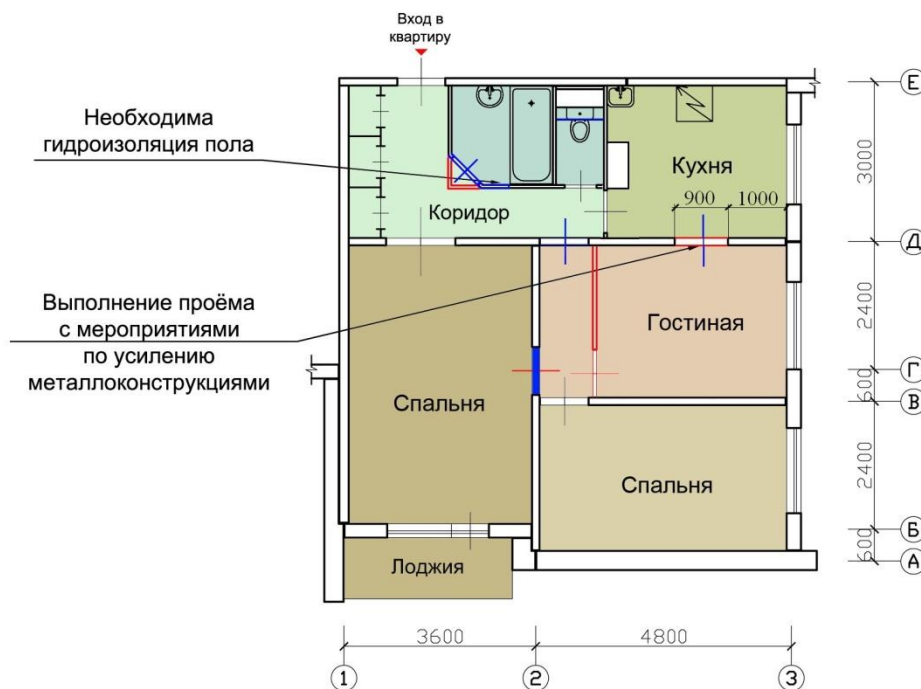 Вход в
квартиру
Необходима
гидроизоляция пола
Кухня
900
1000
Коридор
Выполнение проёма
с мероприятиями
по усилению
металлоконструкциями
Гостиная
Спальня
Спальня
Лоджия
Е
3000
Д
2400
Г
600
В
2400
Б
600
А
3600
4800
1
2
3